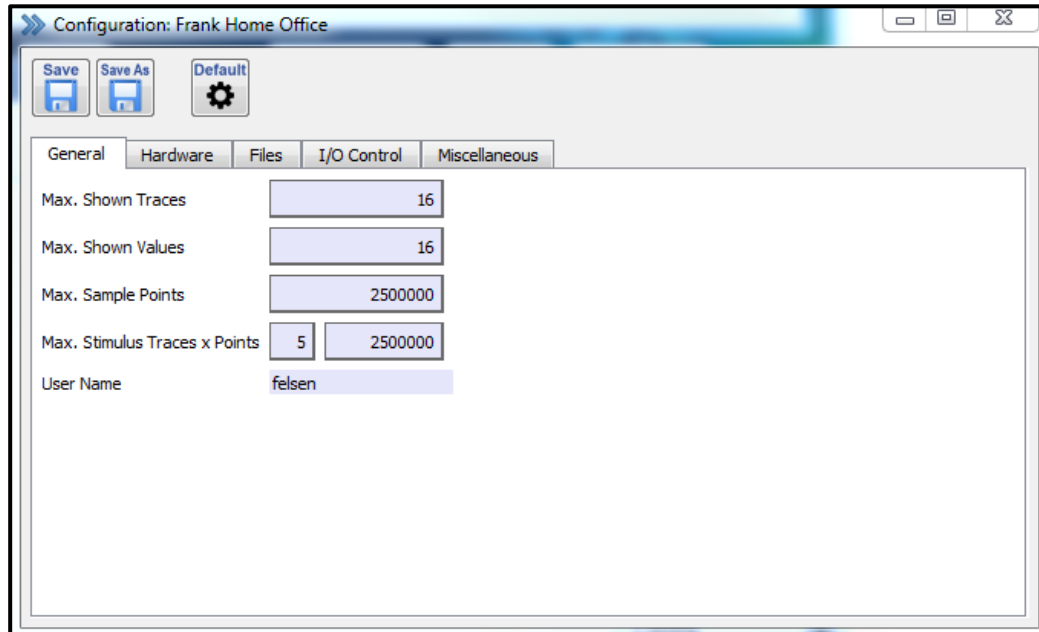 Configuration: Frank Home Office
Save Save As Default
General Hardware Files I/O Control Miscellaneous
Max. Shown Traces 16
Max. Shown Values 16
Max. Sample Points 2500000
Max. Stimulus Traces x Points 5 2500000
User Name felsen